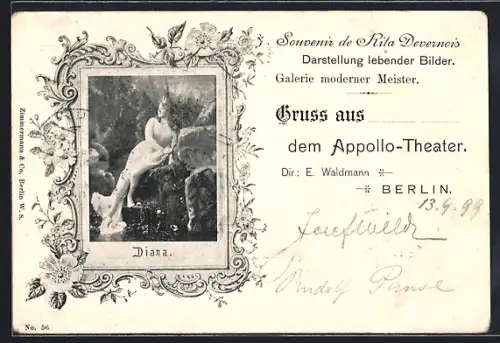 Souvenir de Rita Devernois
Darstellung lebender Bilder.
Galerie moderner Meister.
Gruss aus
dem Appollo-Theater.
Dir.: E. Waldmann
BERLIN.
13.9.99
Rudolf
Diana.
Zimmermann & Co. Berlin W. 8.
No. 56